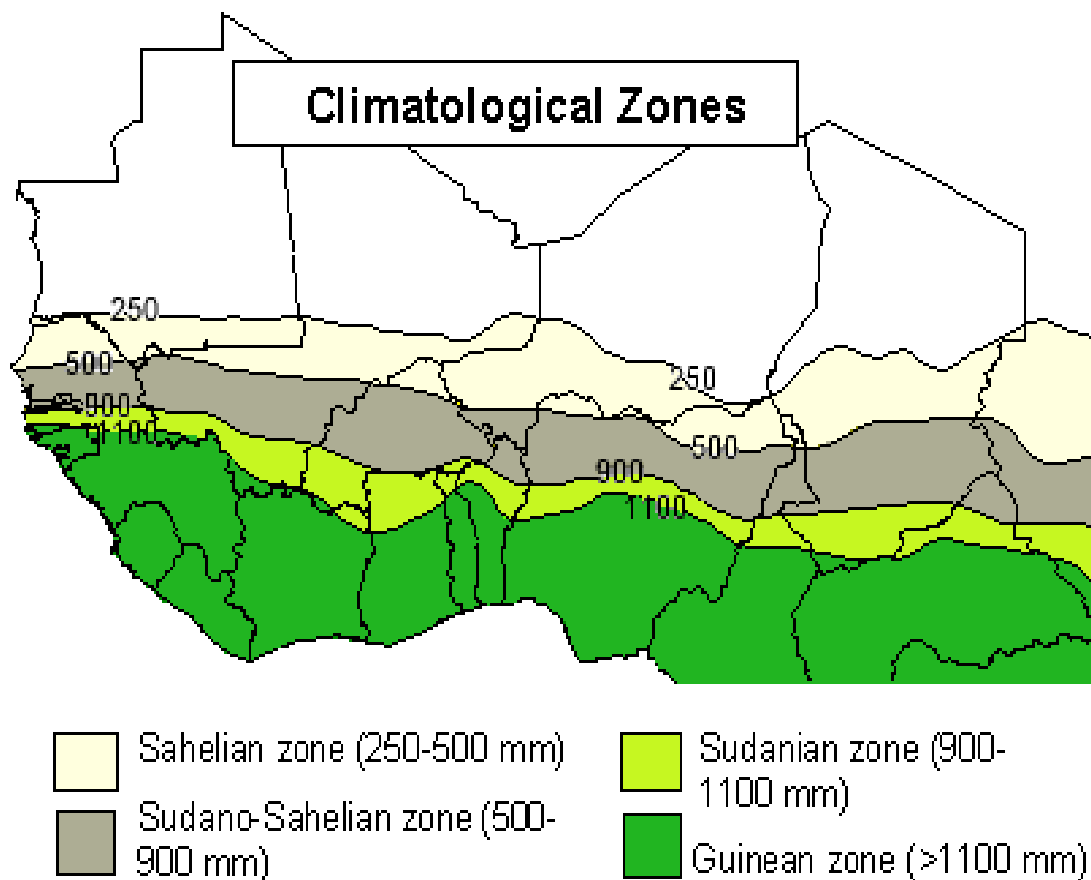 Climatological Zones
250
500
900
1100
250
500
900
1100
Sahelian zone (250-500 mm)
Sudano-Sahelian zone (500-
900 mm)
Sudanian zone (900-
1100 mm)
Guinean zone (>1100 mm)